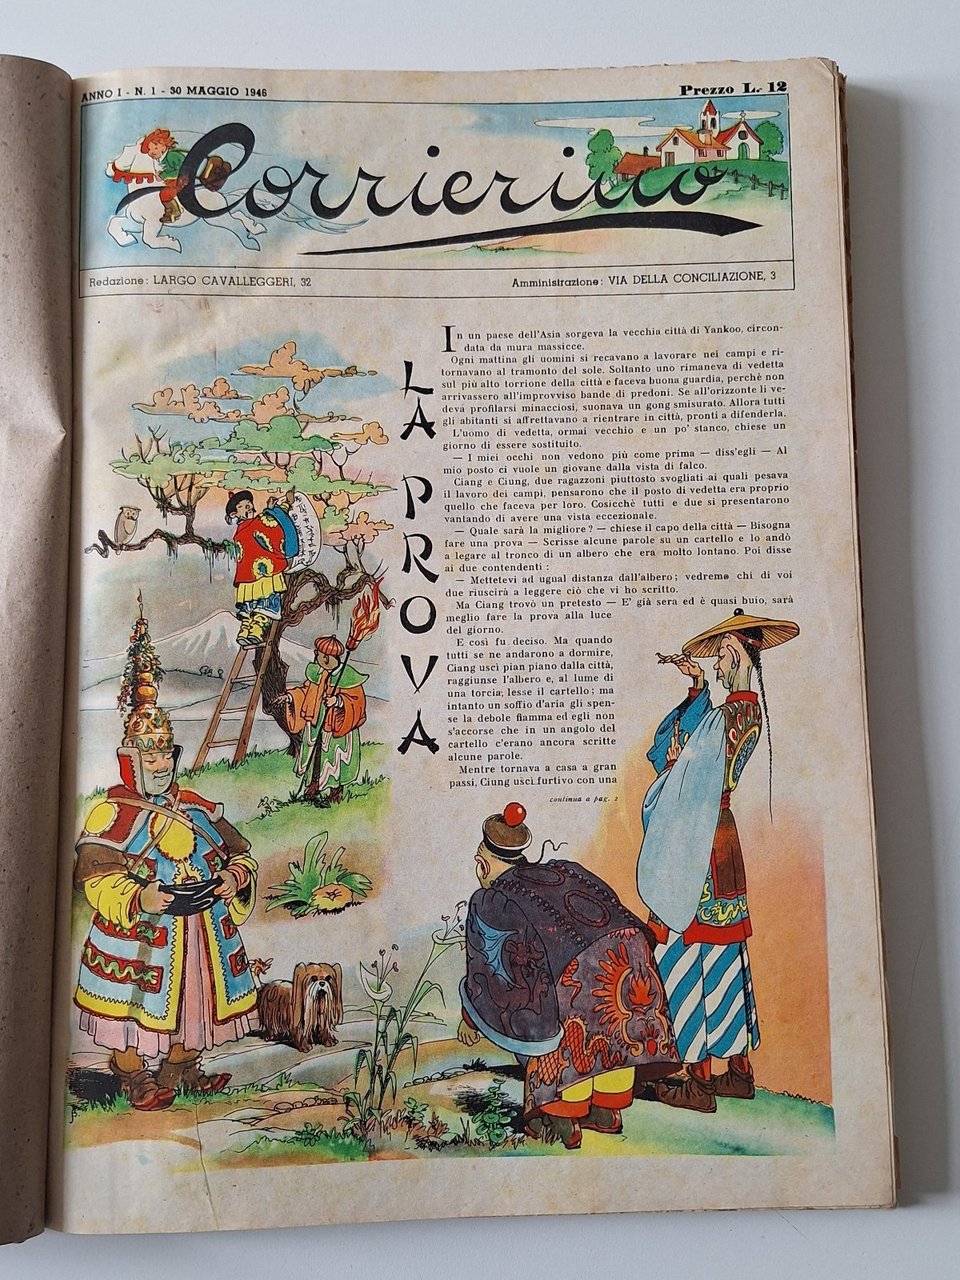 ANNO I - N. 1 - 30 MAGGIO 1946
Prezzo L. 12
Corrierino
Redazione: LARGO CAVALLEGGERI, 32
Amministrazione: VIA DELLA CONCILIAZIONE, 3
LA PROVA
In un paese dell'Asia sorgeva la vecchia città di Yankoo, circon-
data da mura massicce.
Ogni mattina gli uomini si recavano a lavorare nei campi e ri-
tornavano al tramonto del sole. Soltanto uno rimaneva di vedetta
sul più alto torrione della città e faceva buona guardia, perchè non
arrivassero all'improvviso bande di predoni. Se all'orizzonte li ve-
deva profilarsi minacciosi, suonava un gong smisurato. Allora tutti
gli abitanti si affrettavano a rientrare in città, pronti a difenderla.
L'uomo di vedetta, ormai vecchio e un po' stanco, chiese un
giorno di essere sostituito.
— I miei occhi non vedono più come prima — diss'egli — Al
mio posto ci vuole un giovane dalla vista di falco.
Ciang e Ciung, due ragazzoni piuttosto svogliati ai quali pesava
il lavoro dei campi, pensarono che il posto di vedetta era proprio
quello che faceva per loro. Cosicchè tutti e due si presentarono
vantando di avere una vista eccezionale.
— Quale sarà la migliore? — chiese il capo della città — Bisogna
fare una prova — Scrisse alcune parole su un cartello e lo andò
a legare al tronco di un albero che era molto lontano. Poi disse
ai due contendenti :
— Mettetevi ad ugual distanza dall'albero; vedremo chi di voi
due riuscirà a leggere ciò che vi ho scritto.
Ma Ciang trovò un pretesto — E' già sera ed è quasi buio, sarà
meglio fare la prova alla luce
del giorno.
E così fu deciso. Ma quando
tutti se ne andarono a dormire,
Ciang uscì pian piano dalla città,
raggiunse l'albero e, al lume di
una torcia, lesse il cartello; ma
intanto un soffio d'aria gli spen-
se la debole fiamma ed egli non
s'accorse che in un angolo del
cartello c'erano ancora scritte
alcune parole.
Mentre tornava a casa a gran
passi, Ciung uscì furtivo con una
continua a pag. 2